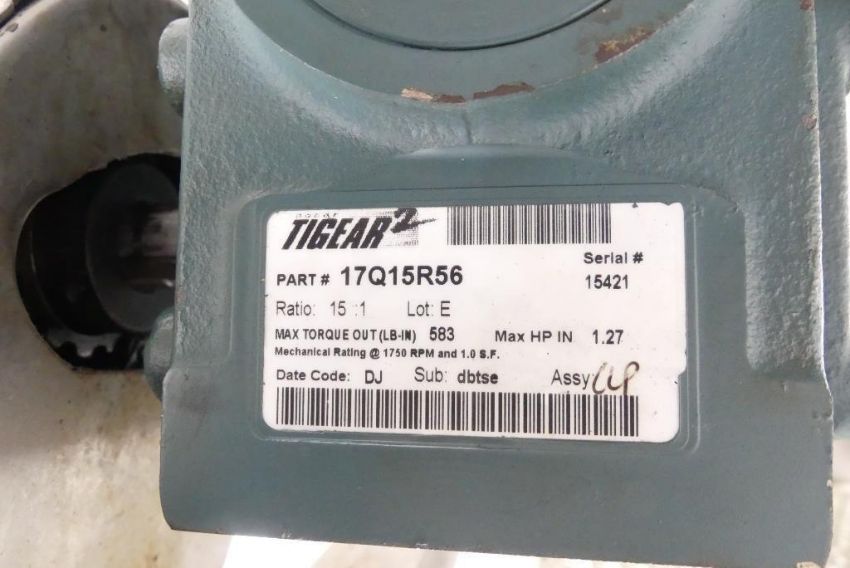 DODGE
TIGEAR 2
Serial #
PART # 17Q15R56 15421
Ratio: 15 :1 Lot: E
MAX TORQUE OUT (LB-IN) 583 Max HP IN 1.27
Mechanical Rating @ 1750 RPM and 1.0 S.F.
Date Code: DJ Sub: dbtse Assy: